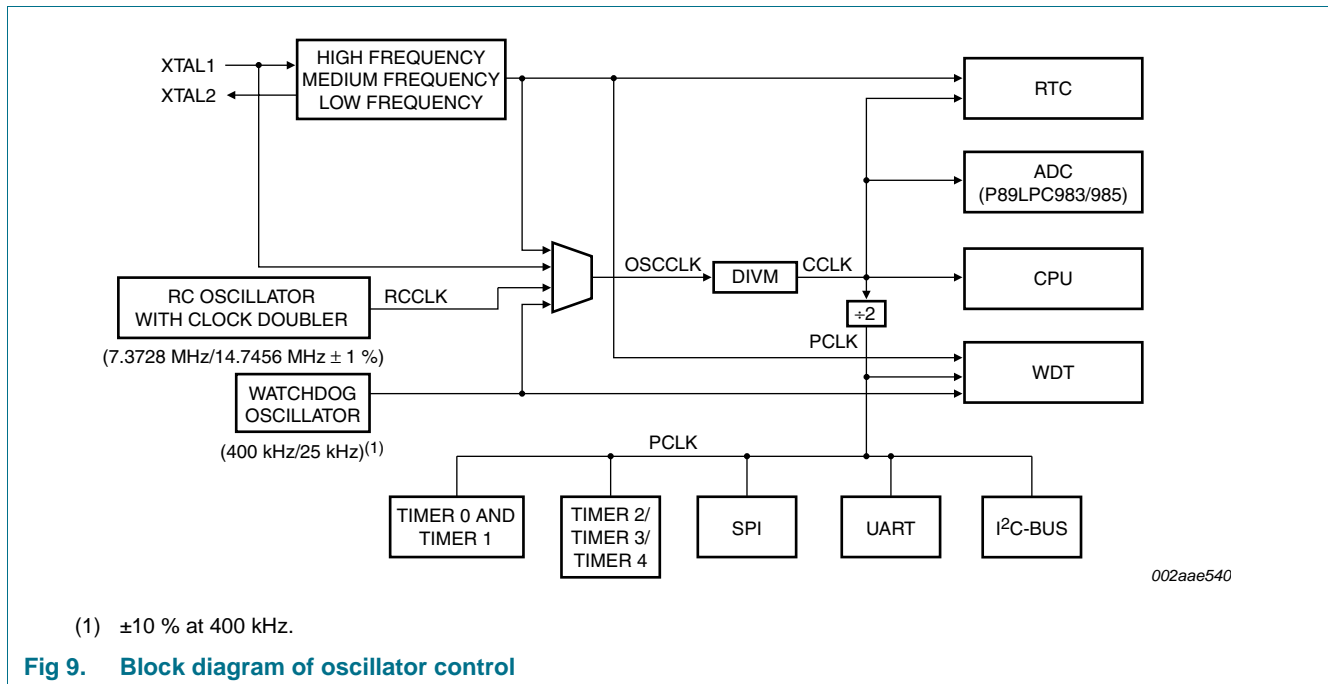 XTAL1
XTAL2
HIGH FREQUENCY
MEDIUM FREQUENCY
LOW FREQUENCY
RTC
ADC
(P89LPC983/985)
OSCCLK
DIVM
CCLK
CPU
RC OSCILLATOR
WITH CLOCK DOUBLER
RCCLK
÷2
(7.3728 MHz/14.7456 MHz ± 1 %)
PCLK
WDT
WATCHDOG
OSCILLATOR
(400 kHz/25 kHz)(1)
PCLK
TIMER 0 AND
TIMER 1
TIMER 2/
TIMER 3/
TIMER 4
SPI
UART
I2C-BUS
002aae540
(1) ±10 % at 400 kHz.
Fig 9. Block diagram of oscillator control